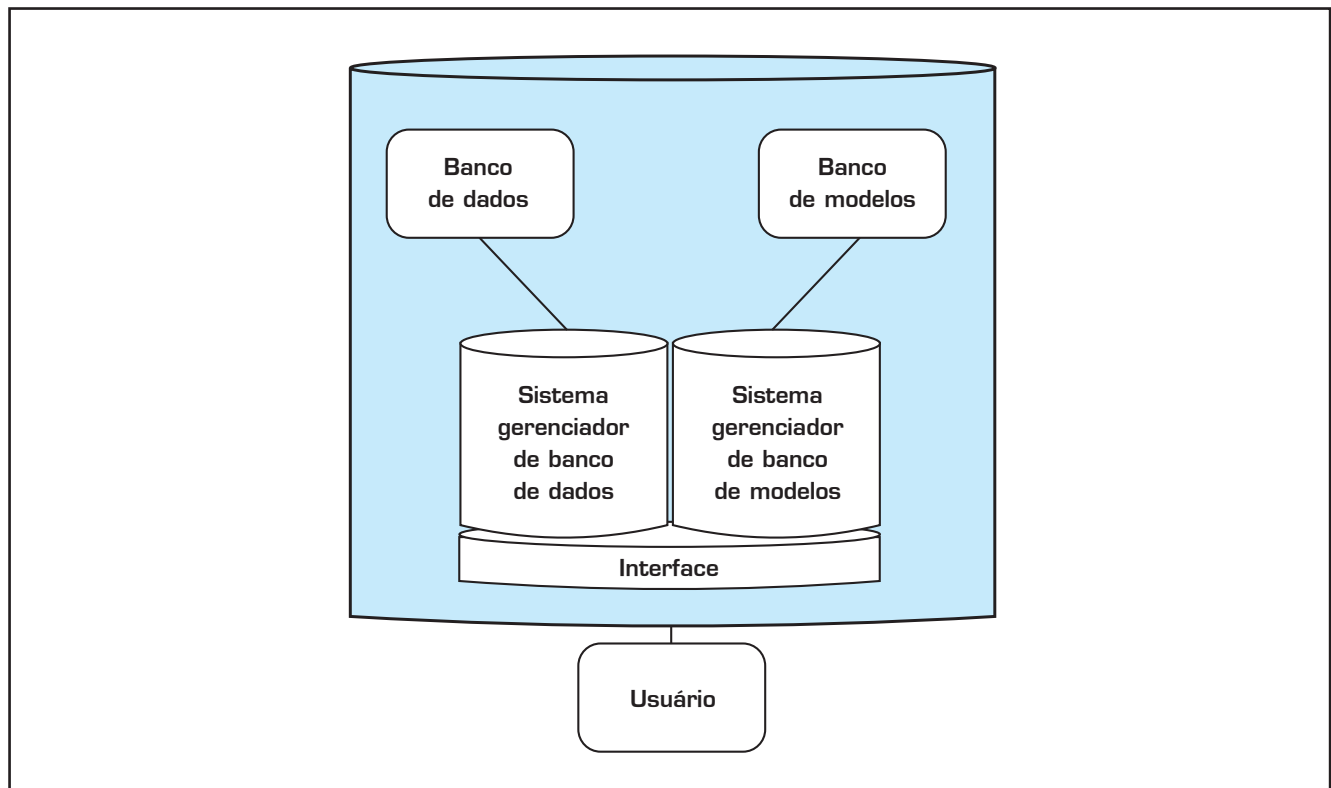 Banco
de dados
Banco
de modelos
Sistema
gerenciador
de banco
de dados
Sistema
gerenciador
de banco
de modelos
Interface
Usuário